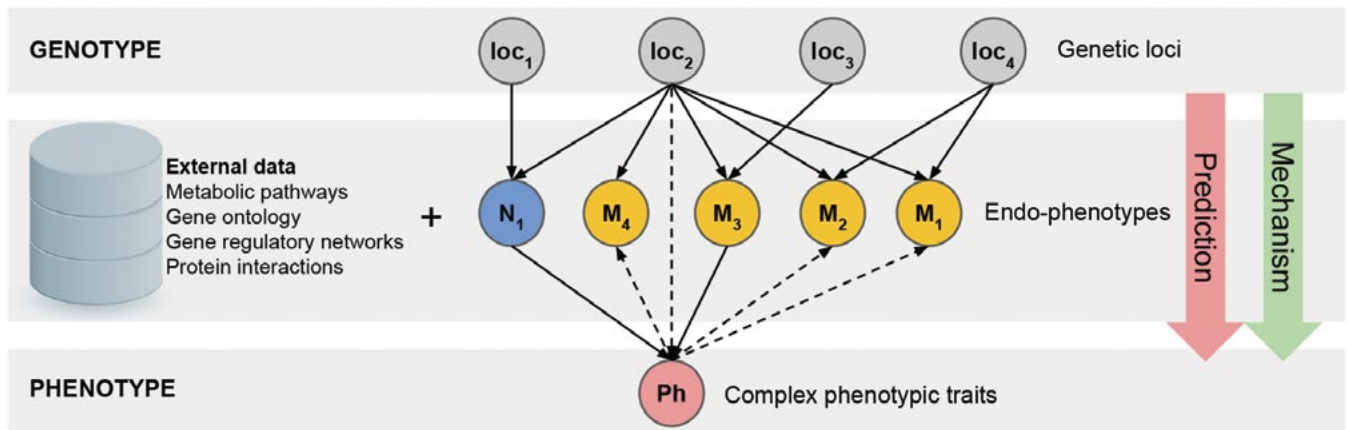 GENOTYPE
loc₁
loc₂
loc₃
loc₄
Genetic loci
External data
Metabolic pathways
Gene ontology
Gene regulatory networks
Protein interactions
+
N₁
M₄
M₃
M₂
M₁
Endo-phenotypes
Prediction
Mechanism
PHENOTYPE
Ph
Complex phenotypic traits